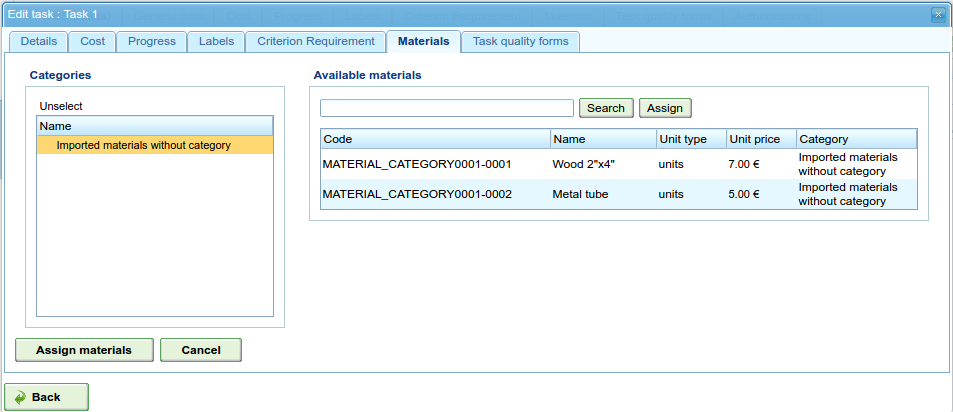 Edit task : Task 1
Details Cost Progress Labels Criterion Requirement Materials Task quality forms
Categories
Unselect
Name
Imported materials without category
Available materials
Search Assign
Code Name Unit type Unit price Category
MATERIAL_CATEGORY0001-0001 Wood 2"x4" units 7.00 € Imported materials
without category
MATERIAL_CATEGORY0001-0002 Metal tube units 5.00 € Imported materials
without category
Assign materials Cancel
Back